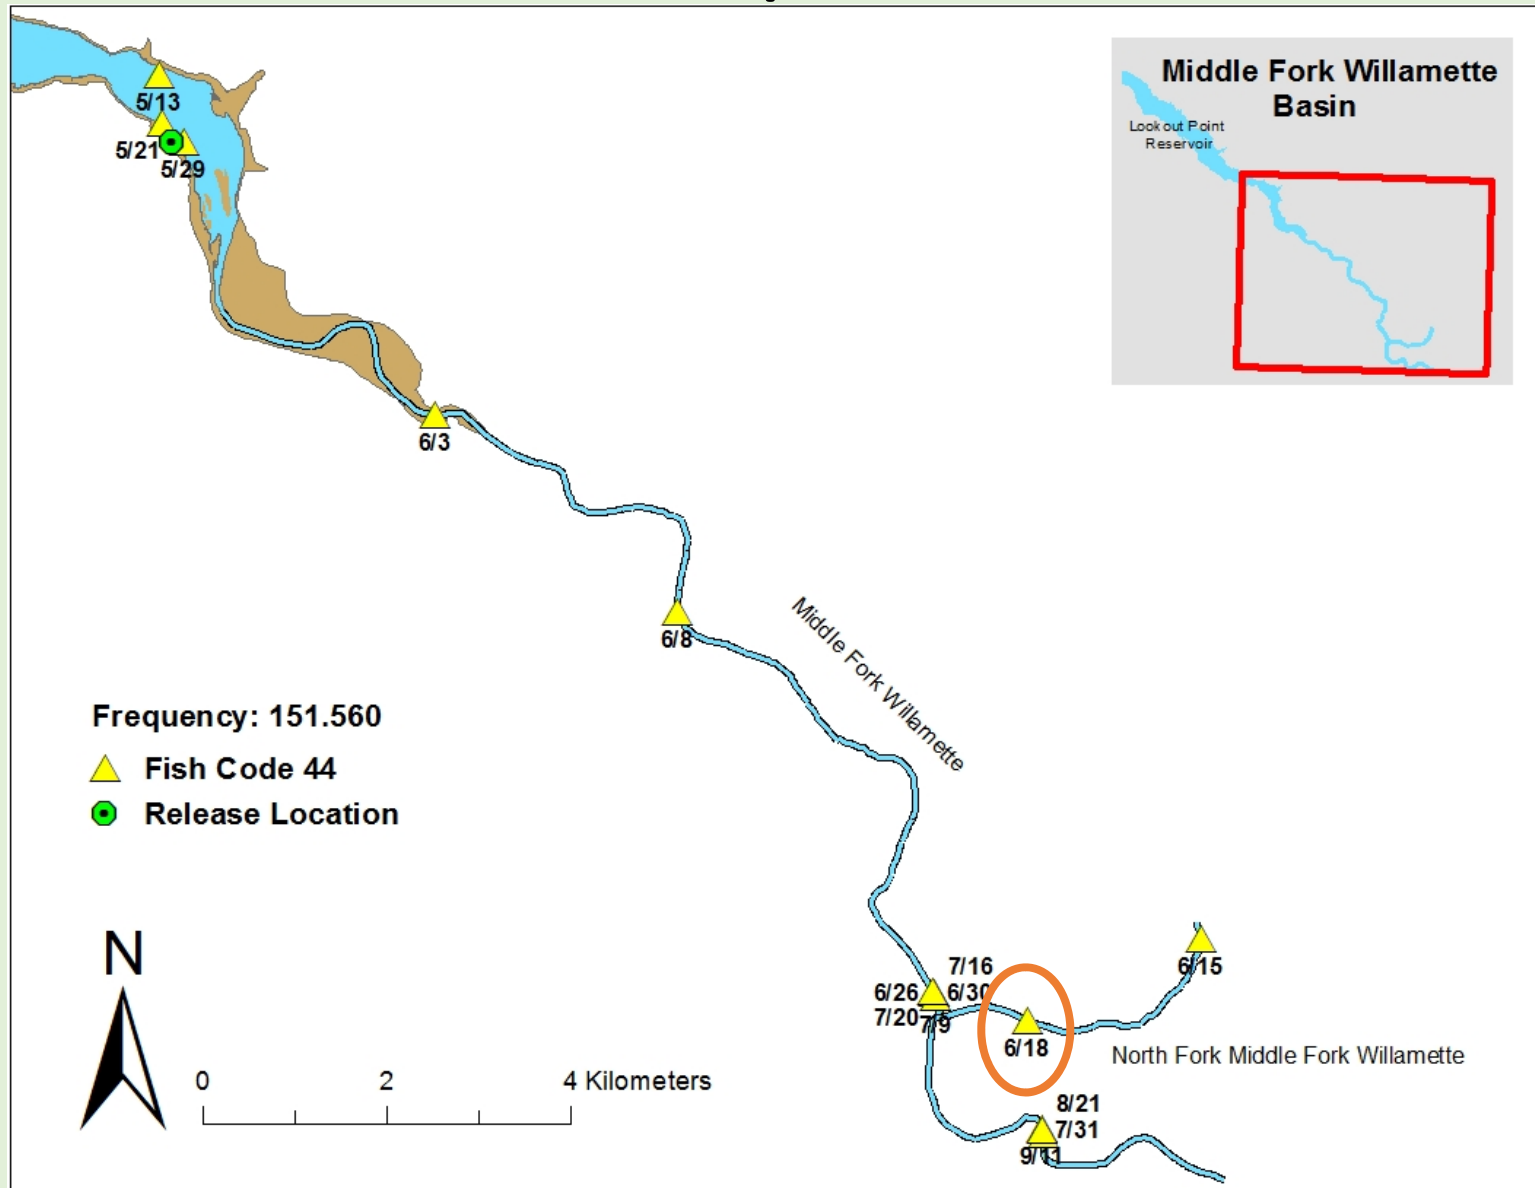 Middle Fork Willamette
Basin
Lookout Point
Reservoir
5/13
5/21
5/29
6/3
6/8
Middle Fork Willamette
Frequency: 151.560
Fish Code 44
Release Location
N
0 2 4 Kilometers
7/16
6/26 6/30
7/20 7/9
6/15
6/18
North Fork Middle Fork Willamette
8/21
7/31
9/11